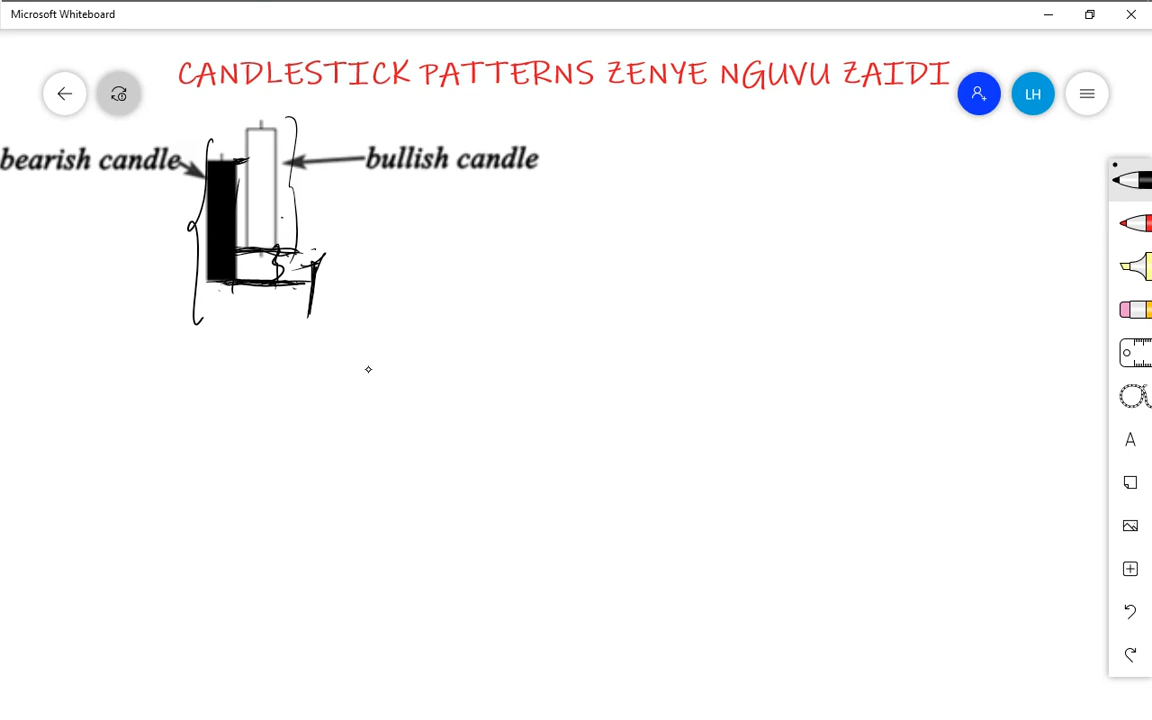 Microsoft Whiteboard
CANDLESTICK PATTERNS ZENYE NGUVU ZAIDI
LH
bearish candle
bullish candle
A